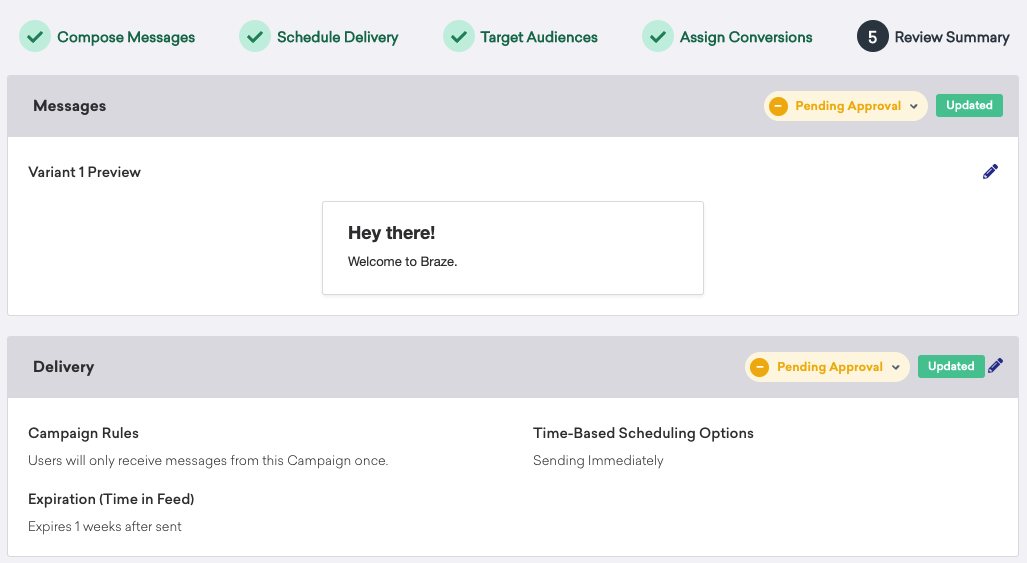 Compose Messages
Schedule Delivery
Target Audiences
Assign Conversions
5 Review Summary
Messages
Pending Approval
Updated
Variant 1 Preview
Hey there!
Welcome to Braze.
Delivery
Pending Approval
Updated
Campaign Rules
Users will only receive messages from this Campaign once.
Time-Based Scheduling Options
Sending Immediately
Expiration (Time in Feed)
Expires 1 weeks after sent